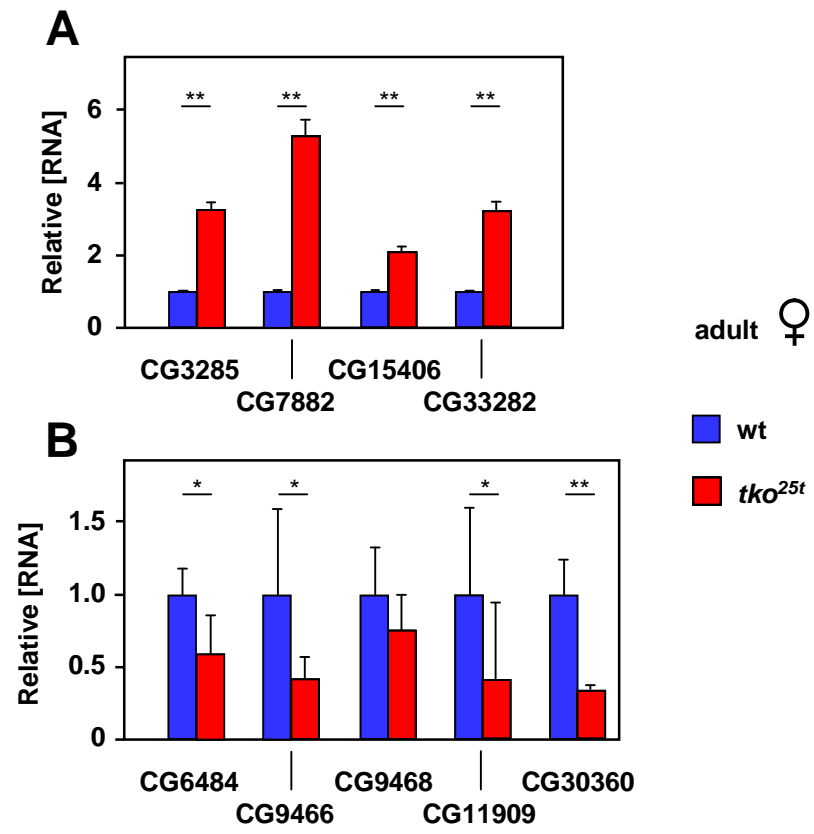 A
Relative [RNA]
6
4
2
0
** ** ** **
CG3285 CG15406
CG7882 CG33282
adult ♀
wt
tko25t
B
Relative [RNA]
1.5
1.0
0.5
0
* * * **
CG6484 CG9468 CG30360
CG9466 CG11909